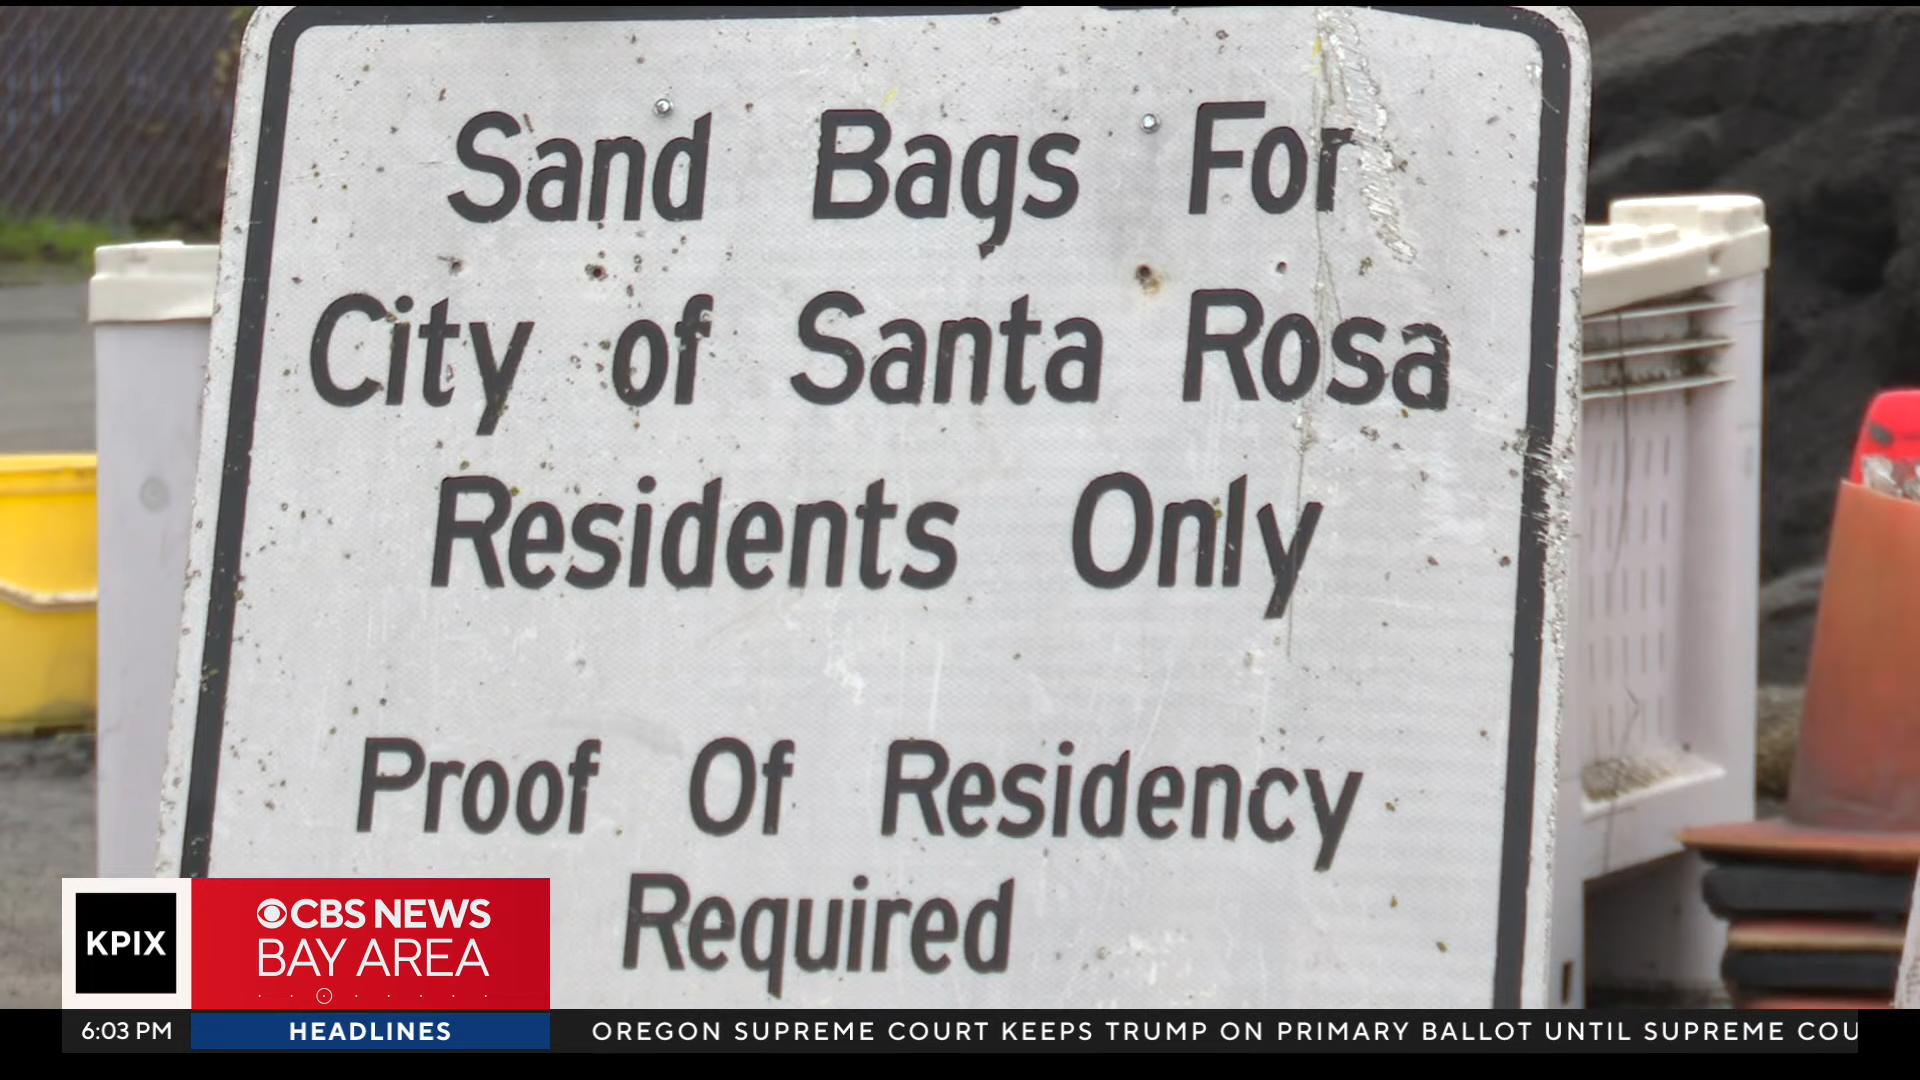 Sand Bags For
City of Santa Rosa
Residents Only
Proof Of Residency
Required
KPIX
CBS NEWS
BAY AREA
6:03 PM
HEADLINES
OREGON SUPREME COURT KEEPS TRUMP ON PRIMARY BALLOT UNTIL SUPREME COU